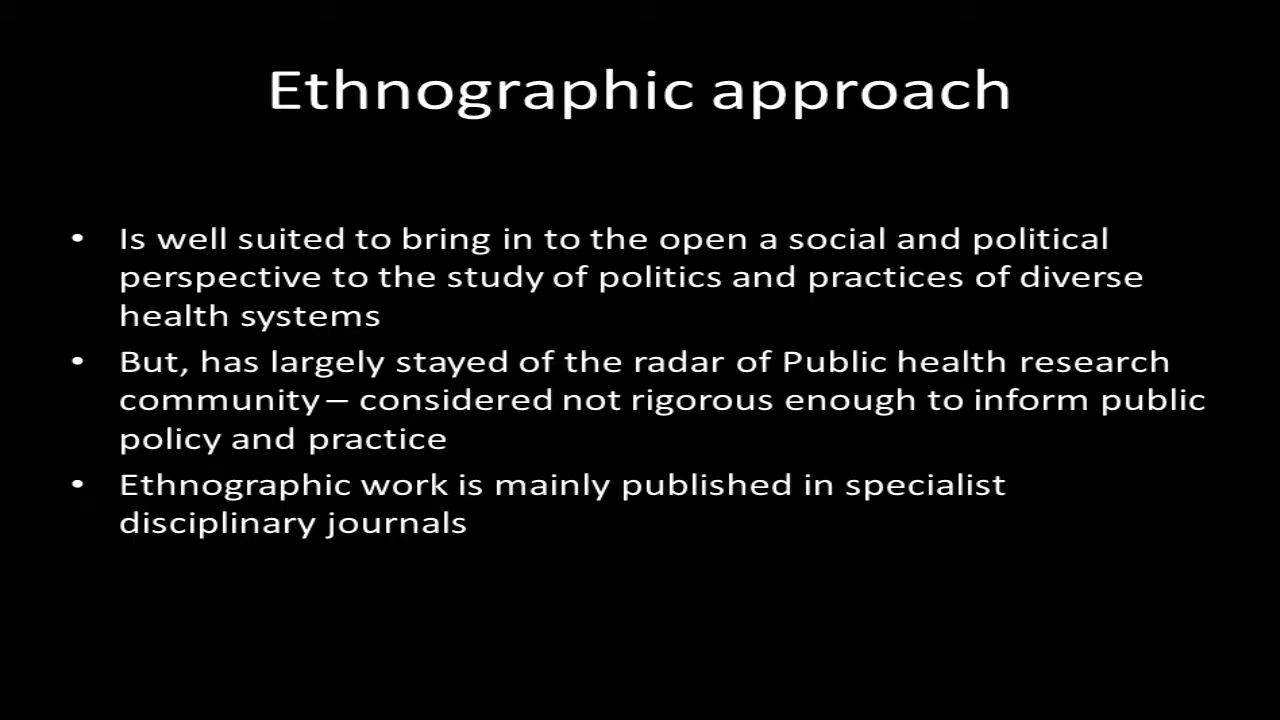 Ethnographic approach
• Is well suited to bring in to the open a social and political
perspective to the study of politics and practices of diverse
health systems
• But, has largely stayed of the radar of Public health research
community – considered not rigorous enough to inform public
policy and practice
• Ethnographic work is mainly published in specialist
disciplinary journals